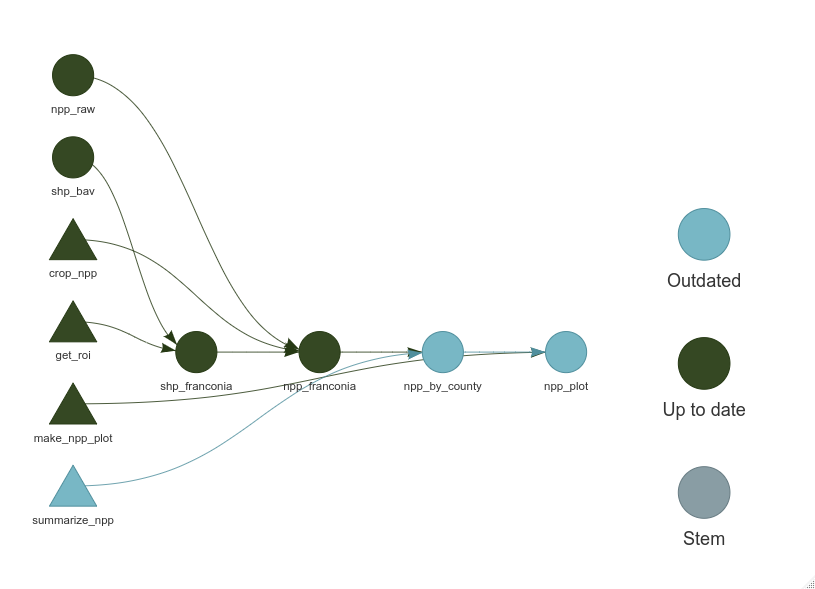 npp_raw
shp_bav
crop_npp
get_roi
make_npp_plot
summarize_npp
shp_franconia
npp_franconia
npp_by_county
npp_plot
Outdated
Up to date
Stem